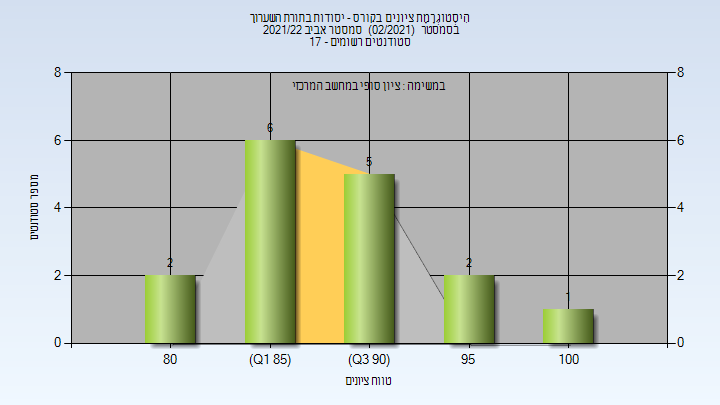 היסטוגרמת ציונים בקורס - יסודות בתורת השערוך
בסמסטר (02/2021) סמסטר אביב 2021/22
סטודנטים רשומים - 17
במשימה : ציון סופי במחשב המרכזי
8
8
6
6
4
4
2
2
0
0
2
6
5
2
1
מספר סטודנטים
80
(Q1 85)
(Q3 90)
95
100
טווח ציונים